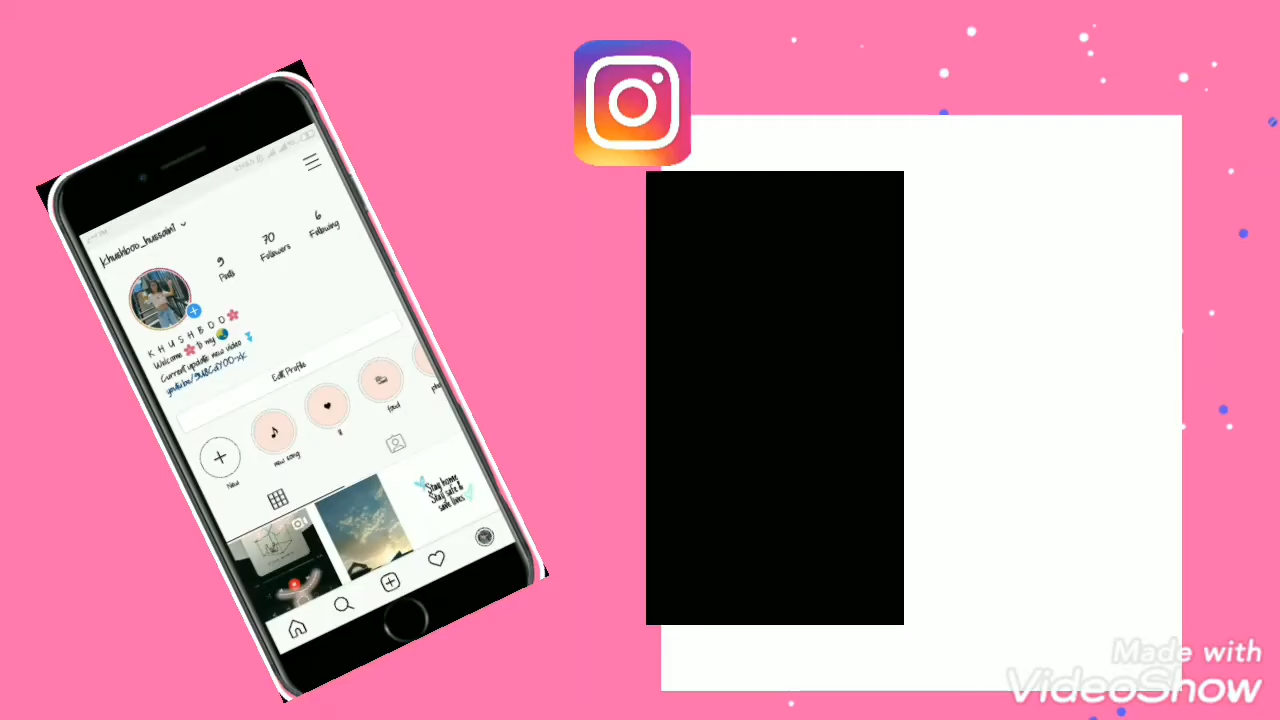 khushboo_hussain1
9
Posts
70
Followers
6
Following
K H U S H B O O
Welcome to my
Current update new video
Edit Profile
New
new song
food
Stay home
Stay safe &
save lives
Made with
VideoShow